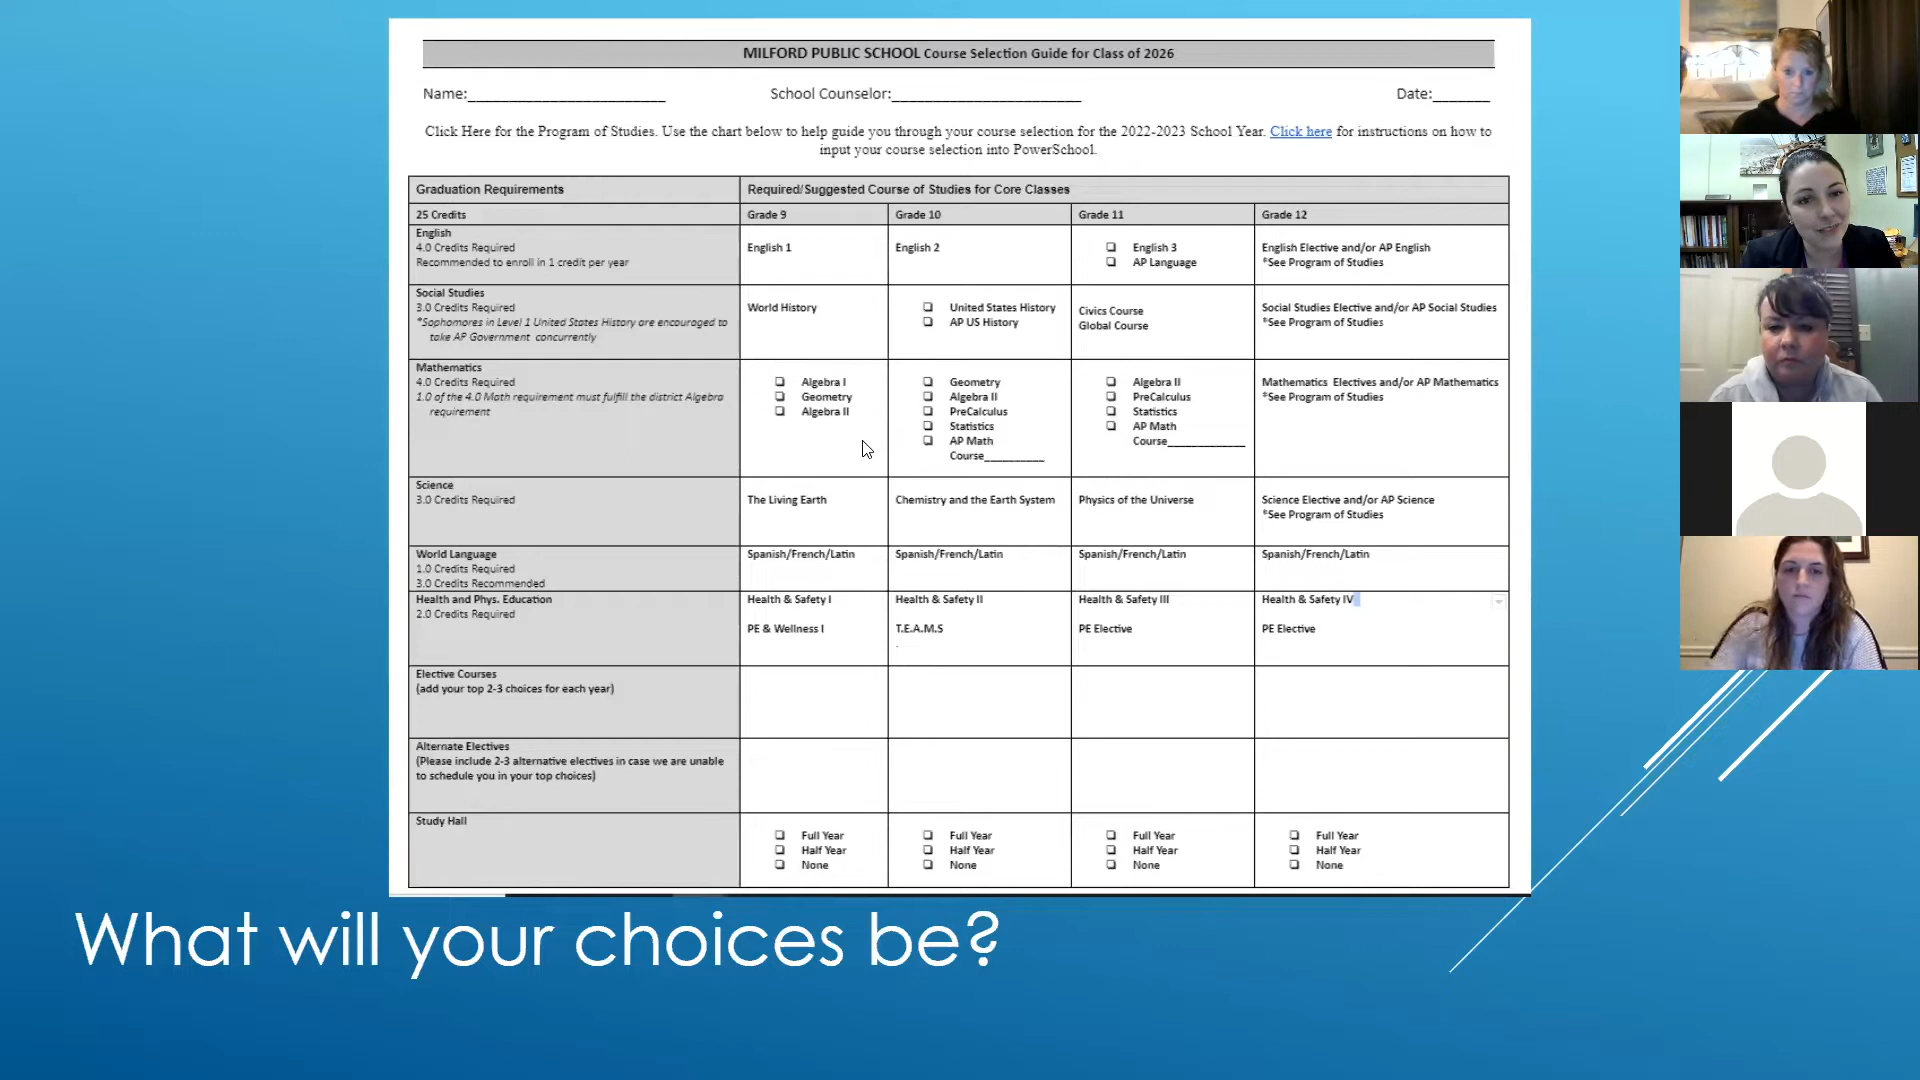 MILFORD PUBLIC SCHOOL Course Selection Guide for Class of 2026
Name:________________________ School Counselor:_______________________ Date:_______
Click Here for the Program of Studies. Use the chart below to help guide you through your course selection for the 2022-2023 School Year. Click here for instructions on how to
input your course selection into PowerSchool.
Graduation Requirements
Required/Suggested Course of Studies for Core Classes
25 Credits
Grade 9
Grade 10
Grade 11
Grade 12
English
4.0 Credits Required
Recommended to enroll in 1 credit per year
English 1
English 2
❏ English 3
❏ AP Language
English Elective and/or AP English
*See Program of Studies
Social Studies
3.0 Credits Required
*Sophomores in Level 1 United States History are encouraged to
take AP Government concurrently
World History
❏ United States History
❏ AP US History
Civics Course
Global Course
Social Studies Elective and/or AP Social Studies
*See Program of Studies
Mathematics
4.0 Credits Required
1.0 of the 4.0 Math requirement must fulfill the district Algebra
requirement
❏ Algebra I
❏ Geometry
❏ Algebra II
❏ Geometry
❏ Algebra II
❏ PreCalculus
❏ Statistics
❏ AP Math
Course__________
❏ Algebra II
❏ PreCalculus
❏ Statistics
❏ AP Math
Course_____________
Mathematics Electives and/or AP Mathematics
*See Program of Studies
Science
3.0 Credits Required
The Living Earth
Chemistry and the Earth System
Physics of the Universe
Science Elective and/or AP Science
*See Program of Studies
World Language
1.0 Credits Required
3.0 Credits Recommended
Spanish/French/Latin
Spanish/French/Latin
Spanish/French/Latin
Spanish/French/Latin
Health and Phys. Education
2.0 Credits Required
Health & Safety I
PE & Wellness I
Health & Safety II
T.E.A.M.S
.
Health & Safety III
PE Elective
Health & Safety IV
PE Elective
Elective Courses
(add your top 2-3 choices for each year)
Alternate Electives
(Please include 2-3 alternative electives in case we are unable
to schedule you in your top choices)
Study Hall
❏ Full Year
❏ Half Year
❏ None
❏ Full Year
❏ Half Year
❏ None
❏ Full Year
❏ Half Year
❏ None
❏ Full Year
❏ Half Year
❏ None
What will your choices be?